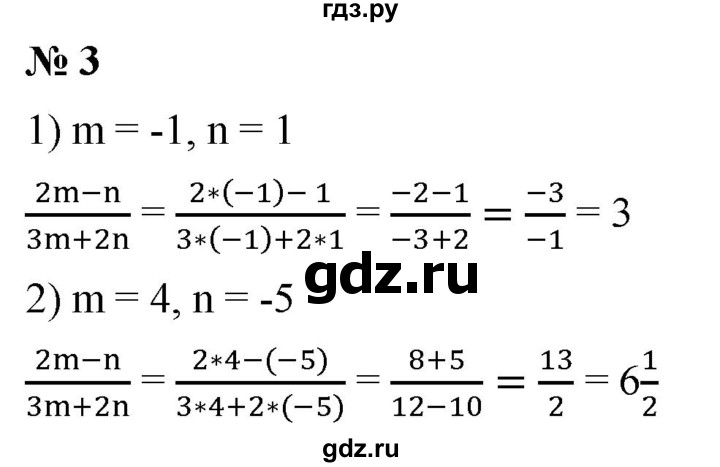 гдз.ру
№ 3
1) m = -1, n = 1
\frac{2m−n}{3m+2n} = \frac{2*(−1)− 1}{3*(−1)+2*1} = \frac{−2−1}{−3+2} = \frac{−3}{−1} = 3
gdz.ru
2) m = 4, n = -5
\frac{2m−n}{3m+2n} = \frac{2*4−(−5)}{3*4+2*(−5)} = \frac{8+5}{12−10} = \frac{13}{2} = 6\frac{1}{2}
gdz.ru